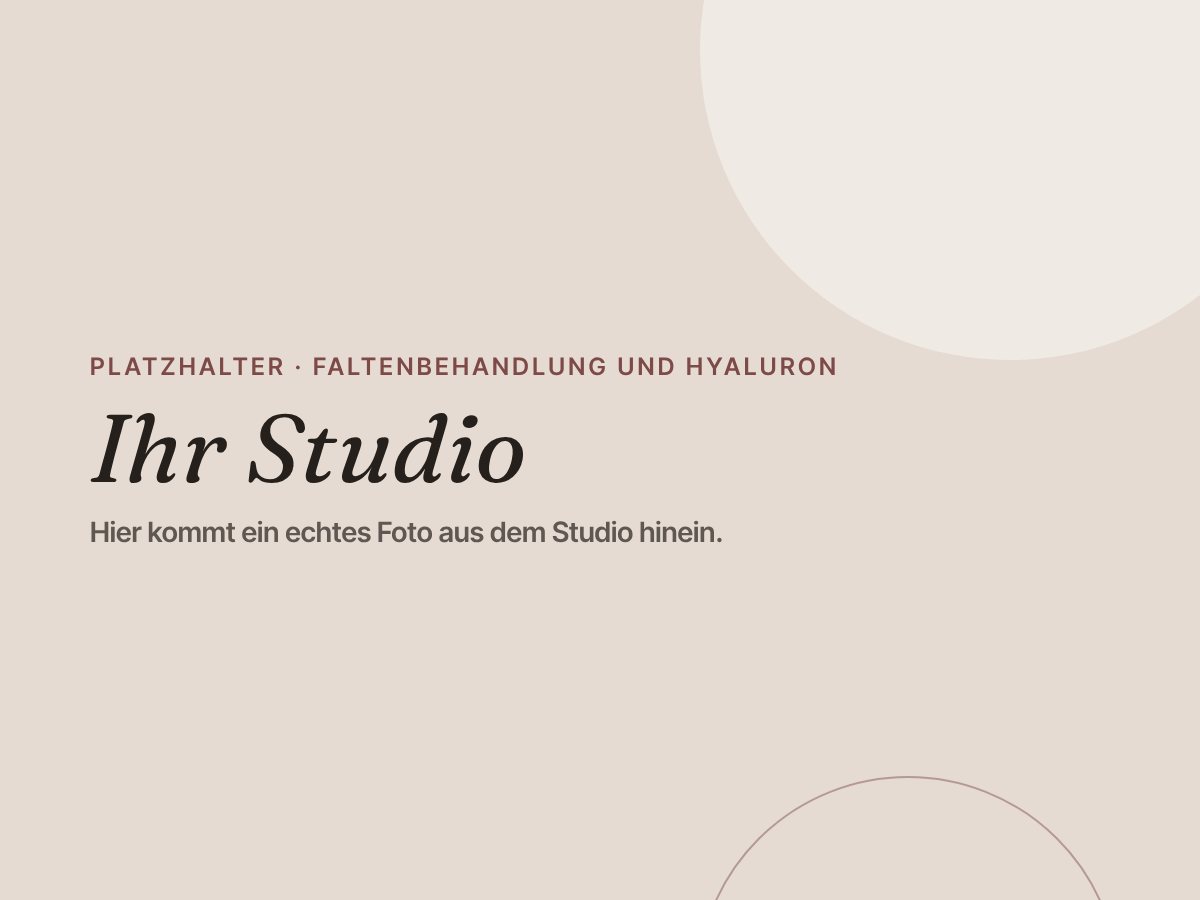 PLATZHALTER · FALTENBEHANDLUNG UND HYALURON
Ihr Studio
Hier kommt ein echtes Foto aus dem Studio hinein.